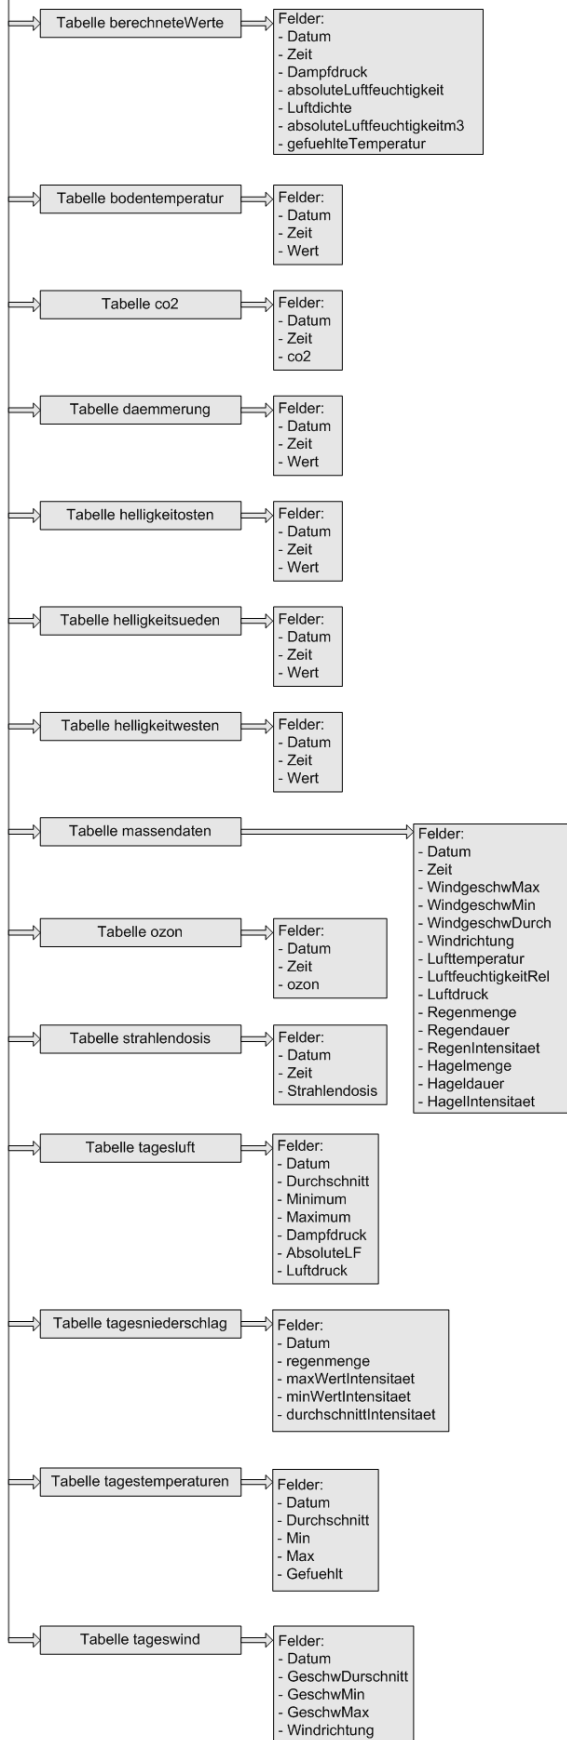 Tabelle berechneteWerte
Felder:
- Datum
- Zeit
- Dampfdruck
- absoluteLuftfeuchtigkeit
- Luftdichte
- absoluteLuftfeuchtigkeitm3
- gefuehlteTemperatur
Tabelle bodentemperatur
Felder:
- Datum
- Zeit
- Wert
Tabelle co2
Felder:
- Datum
- Zeit
- co2
Tabelle daemmerung
Felder:
- Datum
- Zeit
- Wert
Tabelle helligkeitosten
Felder:
- Datum
- Zeit
- Wert
Tabelle helligkeitsueden
Felder:
- Datum
- Zeit
- Wert
Tabelle helligkeitwesten
Felder:
- Datum
- Zeit
- Wert
Tabelle massendaten
Felder:
- Datum
- Zeit
- WindgeschwMax
- WindgeschwMin
- WindgeschwDurch
- Windrichtung
- Lufttemperatur
- LuftfeuchtigkeitRel
- Luftdruck
- Regenmenge
- Regendauer
- RegenIntensitaet
- Hagelmenge
- Hageldauer
- HagelIntensitaet
Tabelle ozon
Felder:
- Datum
- Zeit
- ozon
Tabelle strahlendosis
Felder:
- Datum
- Zeit
- Strahlendosis
Tabelle tagesluft
Felder:
- Datum
- Durchschnitt
- Minimum
- Maximum
- Dampfdruck
- AbsoluteLF
- Luftdruck
Tabelle tagesniederschlag
Felder:
- Datum
- regenmenge
- maxWertIntensitaet
- minWertIntensitaet
- durchschnittIntensitaet
Tabelle tagestemperaturen
Felder:
- Datum
- Durchschnitt
- Min
- Max
- Gefuehlt
Tabelle tageswind
Felder:
- Datum
- GeschwDurschnitt
- GeschwMin
- GeschwMax
- Windrichtung